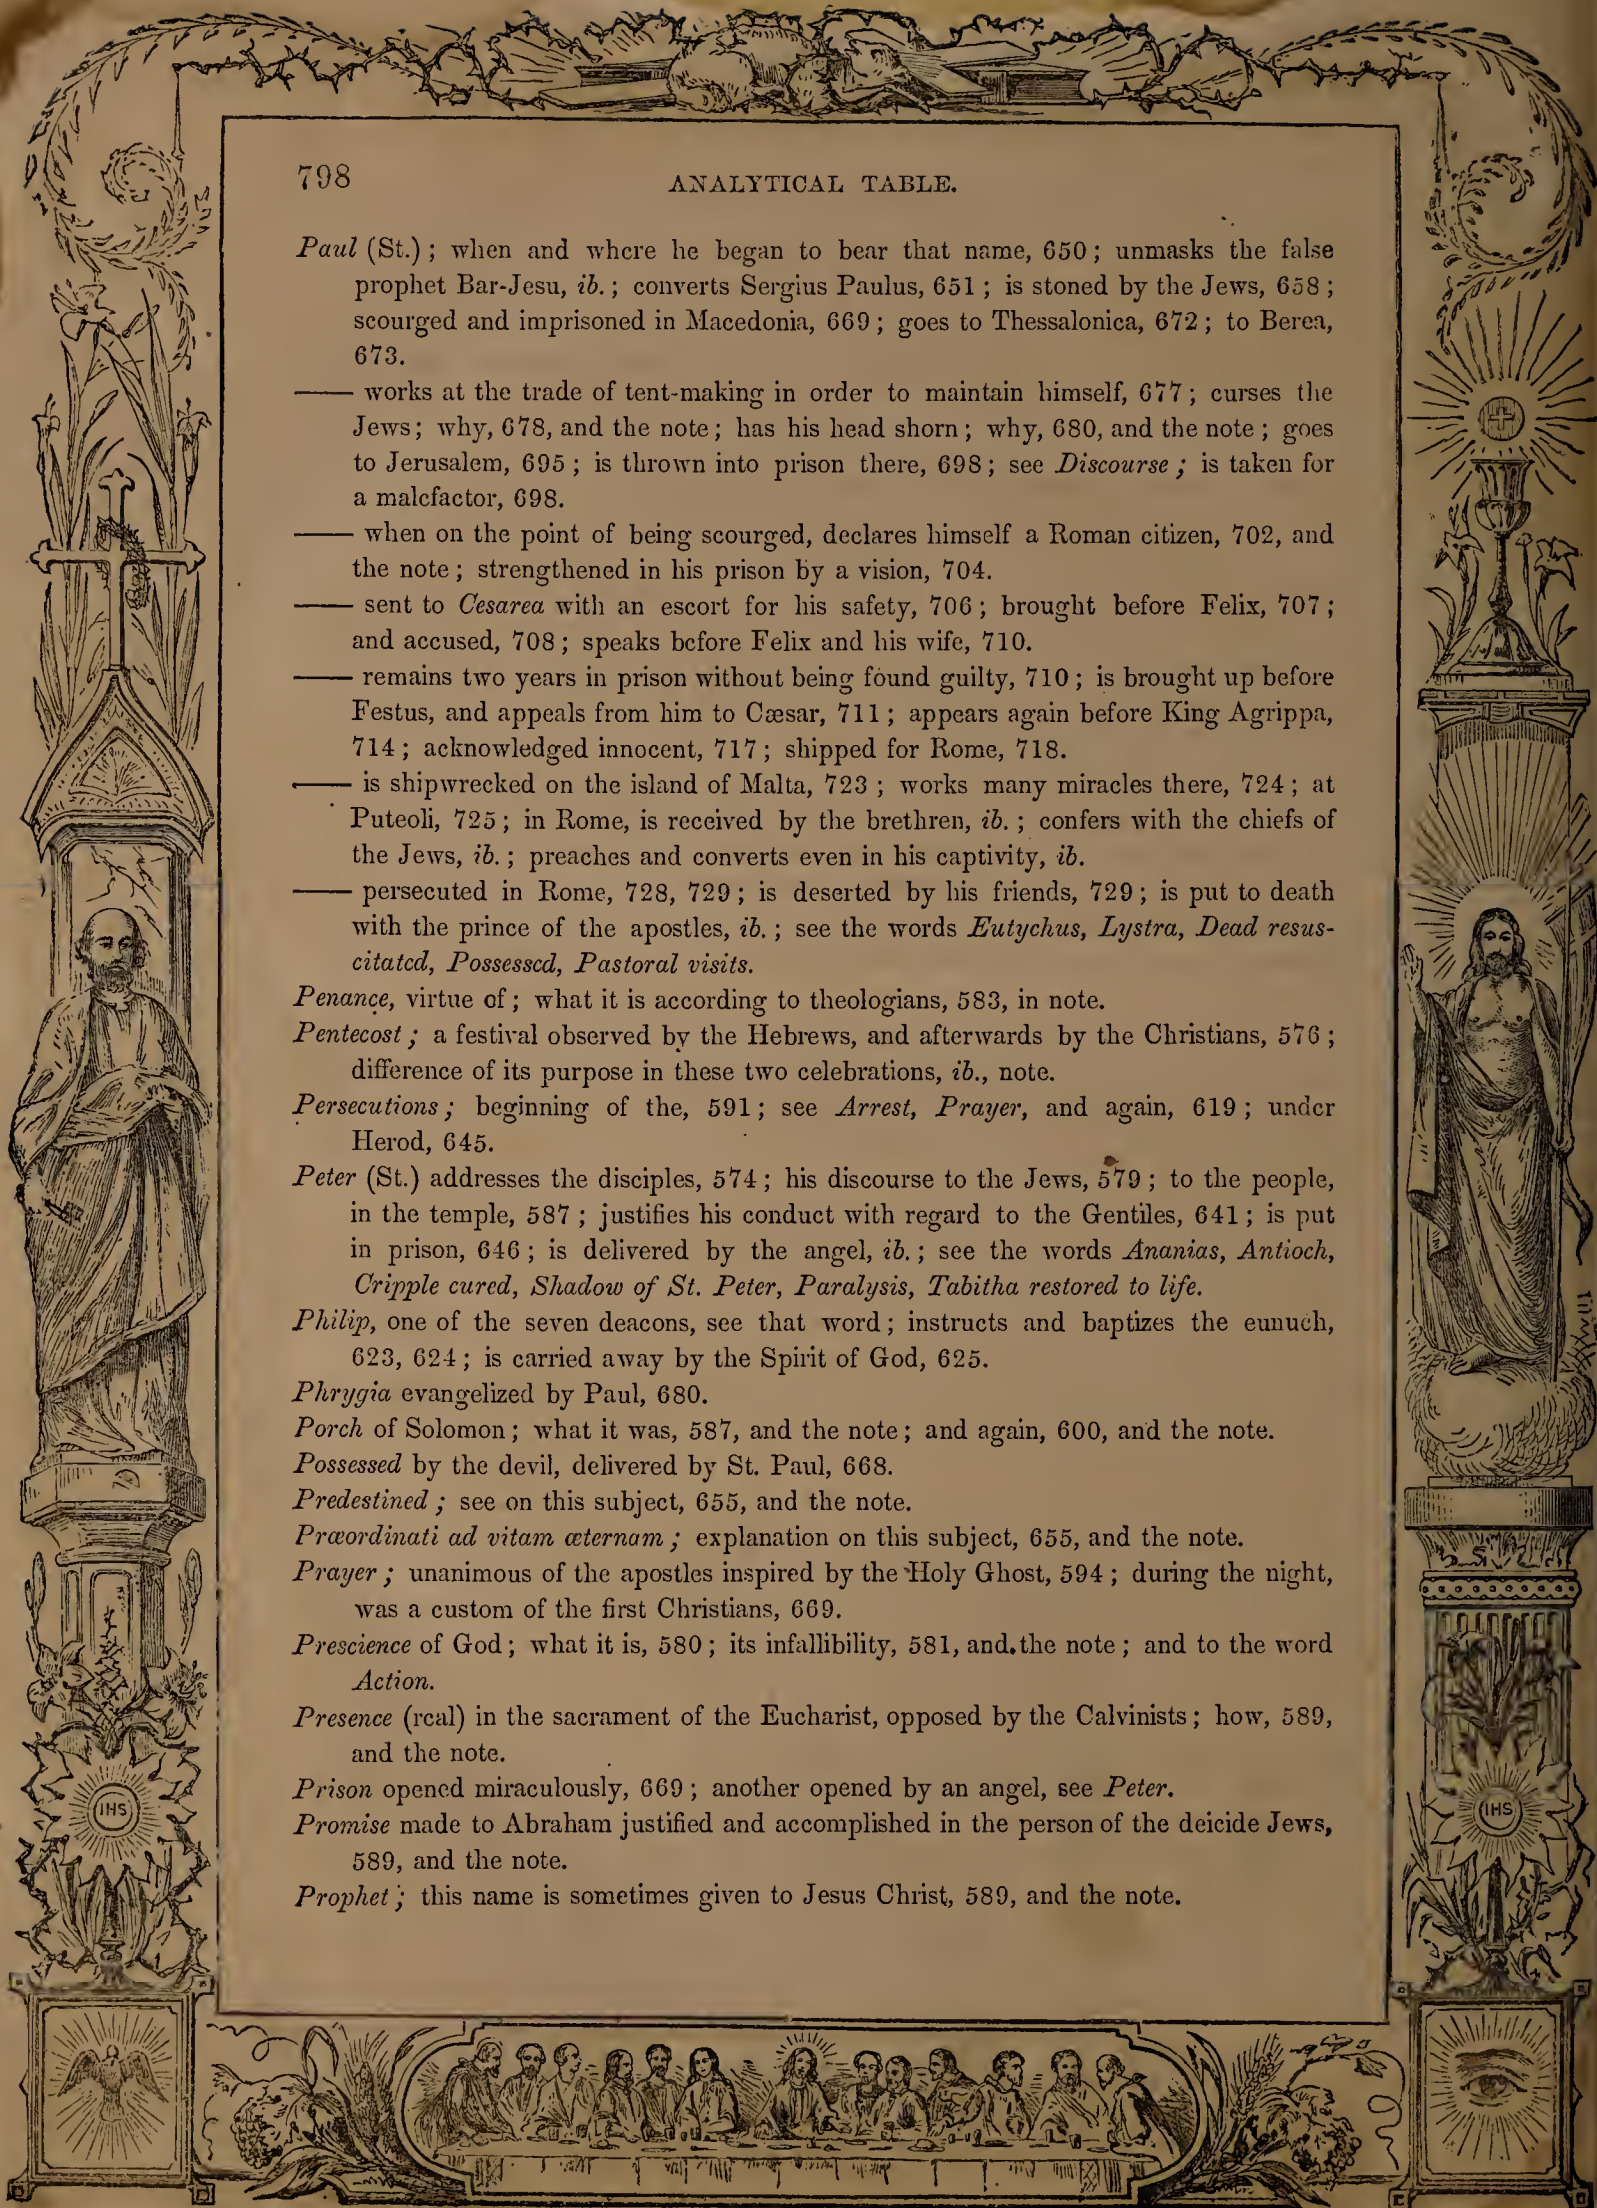 798
ANALYTICAL TABLE.
Paul (St.) ; when and where he began to bear that name, 650 ; unmasks the false
prophet Bar-Jesu, ib. ; converts Sergius Paulus, 651 ; is stoned by the Jews, 658 ;
scourged and imprisoned in Macedonia, 669 ; goes to Thessalonica, 672 ; to Berea,
673.
—— works at the trade of tent-making in order to maintain himself, 677 ; curses the
Jews ; why, 678, and the note ; has his head shorn ; why, 680, and the note ; goes
to Jerusalem, 695 ; is thrown into prison there, 698 ; see Discourse ; is taken for
a malefactor, 698.
—— when on the point of being scourged, declares himself a Roman citizen, 702, and
the note ; strengthened in his prison by a vision, 704.
—— sent to Cesarea with an escort for his safety, 706 ; brought before Felix, 707 ;
and accused, 708 ; speaks before Felix and his wife, 710.
—— remains two years in prison without being found guilty, 710 ; is brought up before
Festus, and appeals from him to Cæsar, 711 ; appears again before King Agrippa,
714 ; acknowledged innocent, 717 ; shipped for Rome, 718.
—— is shipwrecked on the island of Malta, 723 ; works many miracles there, 724 ; at
Puteoli, 725 ; in Rome, is received by the brethren, ib. ; confers with the chiefs of
the Jews, ib. ; preaches and converts even in his captivity, ib.
—— persecuted in Rome, 728, 729 ; is deserted by his friends, 729 ; is put to death
with the prince of the apostles, ib. ; see the words Eutychus, Lystra, Dead resus-
citated, Possessed, Pastoral visits.
Penance, virtue of ; what it is according to theologians, 583, in note.
Pentecost ; a festival observed by the Hebrews, and afterwards by the Christians, 576 ;
difference of its purpose in these two celebrations, ib., note.
Persecutions ; beginning of the, 591 ; see Arrest, Prayer, and again, 619 ; under
Herod, 645.
Peter (St.) addresses the disciples, 574 ; his discourse to the Jews, 579 ; to the people,
in the temple, 587 ; justifies his conduct with regard to the Gentiles, 641 ; is put
in prison, 646 ; is delivered by the angel, ib. ; see the words Ananias, Antioch,
Cripple cured, Shadow of St. Peter, Paralysis, Tabitha restored to life.
Philip, one of the seven deacons, see that word ; instructs and baptizes the eunuch,
623, 624 ; is carried away by the Spirit of God, 625.
Phrygia evangelized by Paul, 680.
Porch of Solomon ; what it was, 587, and the note ; and again, 600, and the note.
Possessed by the devil, delivered by St. Paul, 668.
Predestined ; see on this subject, 655, and the note.
Præordinati ad vitam æternam ; explanation on this subject, 655, and the note.
Prayer ; unanimous of the apostles inspired by the Holy Ghost, 594 ; during the night,
was a custom of the first Christians, 669.
Prescience of God ; what it is, 580 ; its infallibility, 581, and the note ; and to the word
Action.
Presence (real) in the sacrament of the Eucharist, opposed by the Calvinists ; how, 589,
and the note.
Prison opened miraculously, 669 ; another opened by an angel, see Peter.
Promise made to Abraham justified and accomplished in the person of the deicide Jews,
589, and the note.
Prophet ; this name is sometimes given to Jesus Christ, 589, and the note.
IHS
IHS